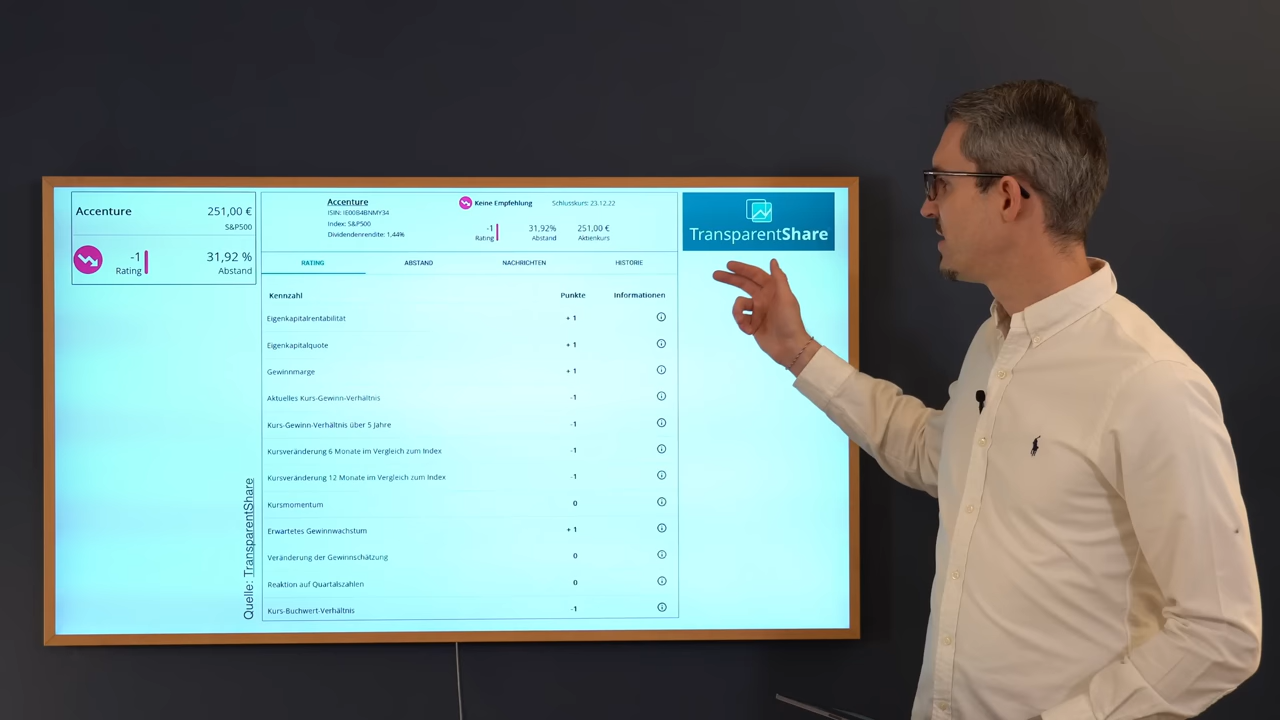 Accenture 251,00 €
S&P500
-1 31,92 %
Rating Abstand
Accenture
ISIN: IE00B4BNMY34
Index: S&P500
Dividendenrendite: 1,44%
Keine Empfehlung Schlusskurs: 23.12.22
-1 31,92% 251,00 €
Rating Abstand Aktienkurs
RATING ABSTAND NACHRICHTEN HISTORIE
Kennzahl Punkte Informationen
Eigenkapitalrentabilität + 1
Eigenkapitalquote + 1
Gewinnmarge + 1
Aktuelles Kurs-Gewinn-Verhältnis -1
Kurs-Gewinn-Verhältnis über 5 Jahre -1
Kursveränderung 6 Monate im Vergleich zum Index -1
Kursveränderung 12 Monate im Vergleich zum Index -1
Kursmomentum 0
Erwartetes Gewinnwachstum + 1
Veränderung der Gewinnschätzung 0
Reaktion auf Quartalszahlen 0
Kurs-Buchwert-Verhältnis -1
Quelle: TransparentShare
TransparentShare